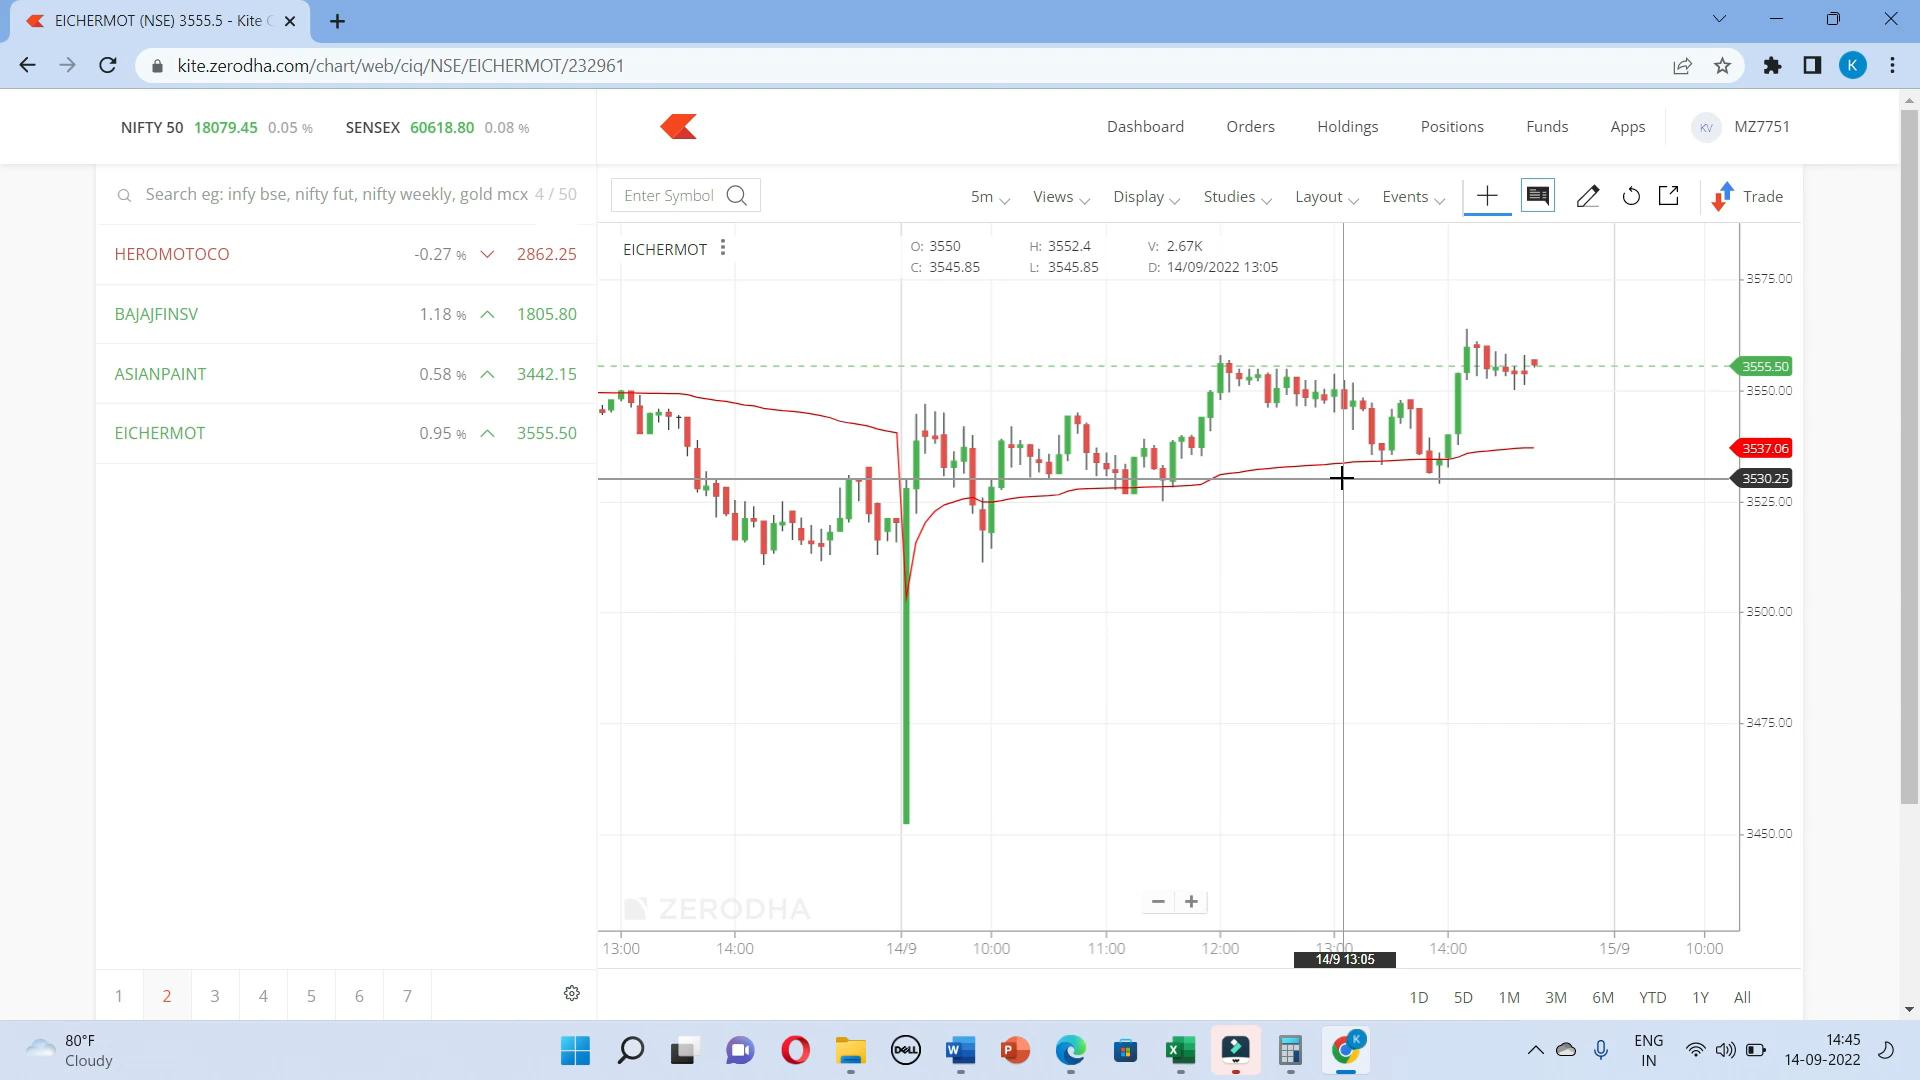 EICHERMOT (NSE) 3555.5 - Kite
kite.zerodha.com/chart/web/ciq/NSE/EICHERMOT/232961
K
NIFTY 50 18079.45 0.05 % SENSEX 60618.80 0.08 %
Dashboard Orders Holdings Positions Funds Apps KV MZ7751
Search eg: infy bse, nifty fut, nifty weekly, gold mcx 4 / 50
Enter Symbol 5m Views Display Studies Layout Events Trade
HEROMOTOCO -0.27 % 2862.25
BAJAJFINSV 1.18 % 1805.80
ASIANPAINT 0.58 % 3442.15
EICHERMOT 0.95 % 3555.50
EICHERMOT
O: 3550 H: 3552.4 V: 2.67K
C: 3545.85 L: 3545.85 D: 14/09/2022 13:05
3575.00
3555.50
3550.00
3537.06
3530.25
3525.00
3500.00
3475.00
3450.00
ZERODHA
13:00 14:00 14/9 10:00 11:00 12:00 13:00 14:00 15/9 10:00
14/9 13:05
1 2 3 4 5 6 7
1D 5D 1M 3M 6M YTD 1Y All
80°F
Cloudy
DELL
W
P
X
K
ENG
IN
14:45
14-09-2022